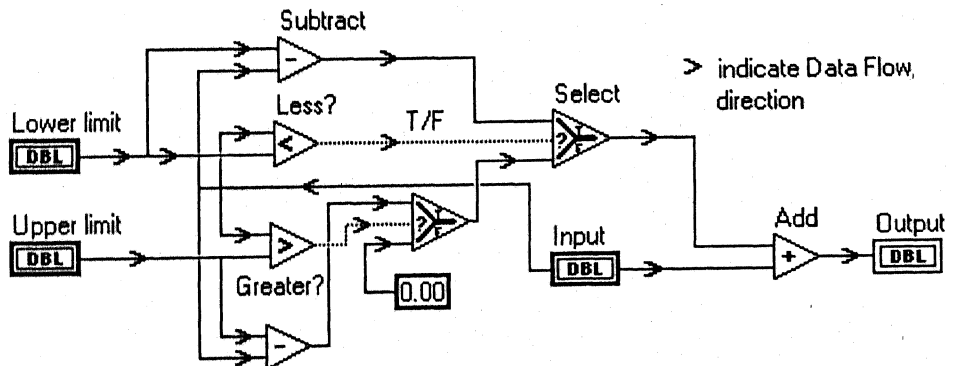 Subtract
-
> indicate Data Flow,
direction
Less?
T/F
Select
Lower limit
DBL
<
?
T
F
Upper limit
DBL
>
?
T
F
Input
DBL
Add
+
Output
DBL
Greater?
0.00
-